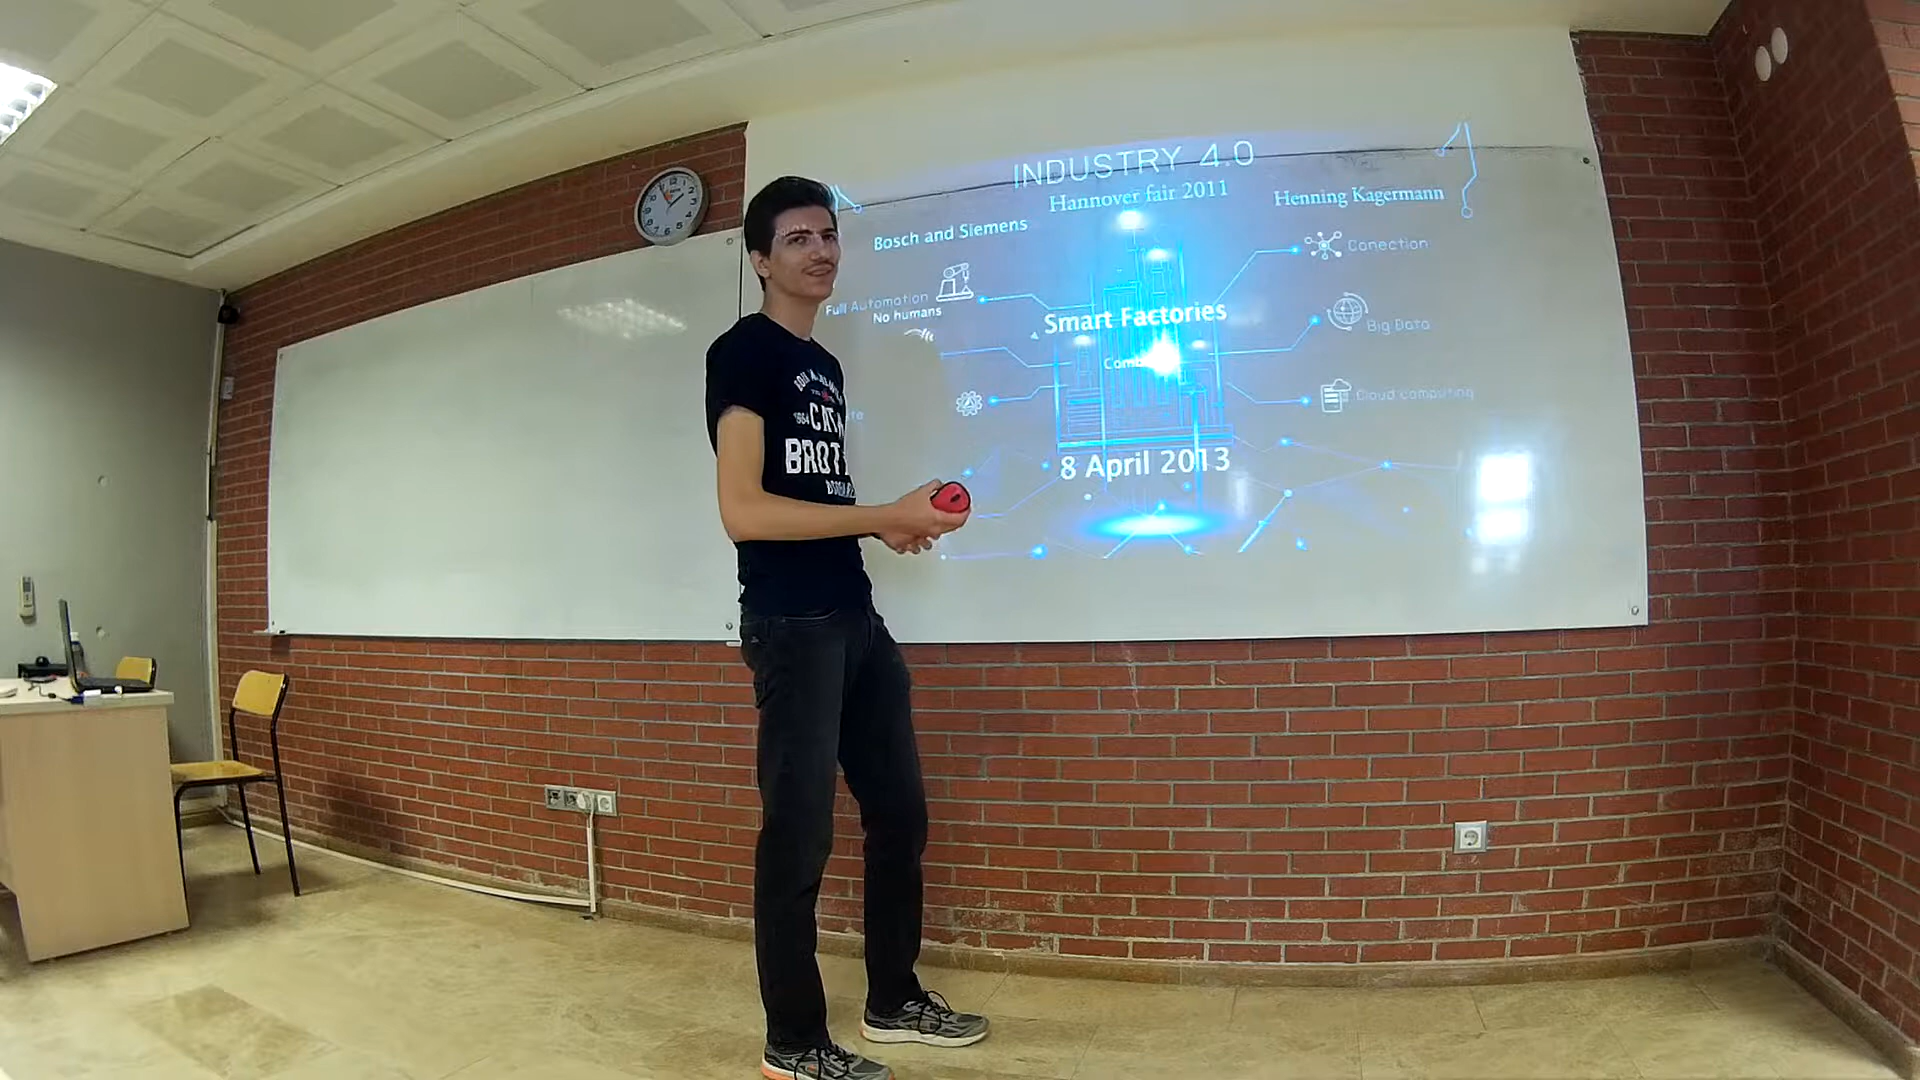 INDUSTRY 4.0
Hannover fair 2011
Henning Kagermann
Bosch and Siemens
Conection
Full Automation
No humans
Smart Factories
Big Data
Cloud computing
8 April 2013
1964
BROT